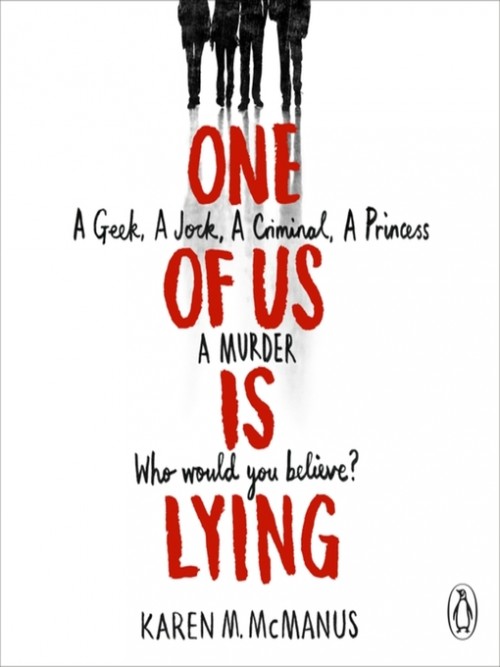 ONE
A Geek, A Jock, A Criminal, A Princess
OF US
A MURDER
IS
Who would you believe?
LYING
KAREN M. McMANUS